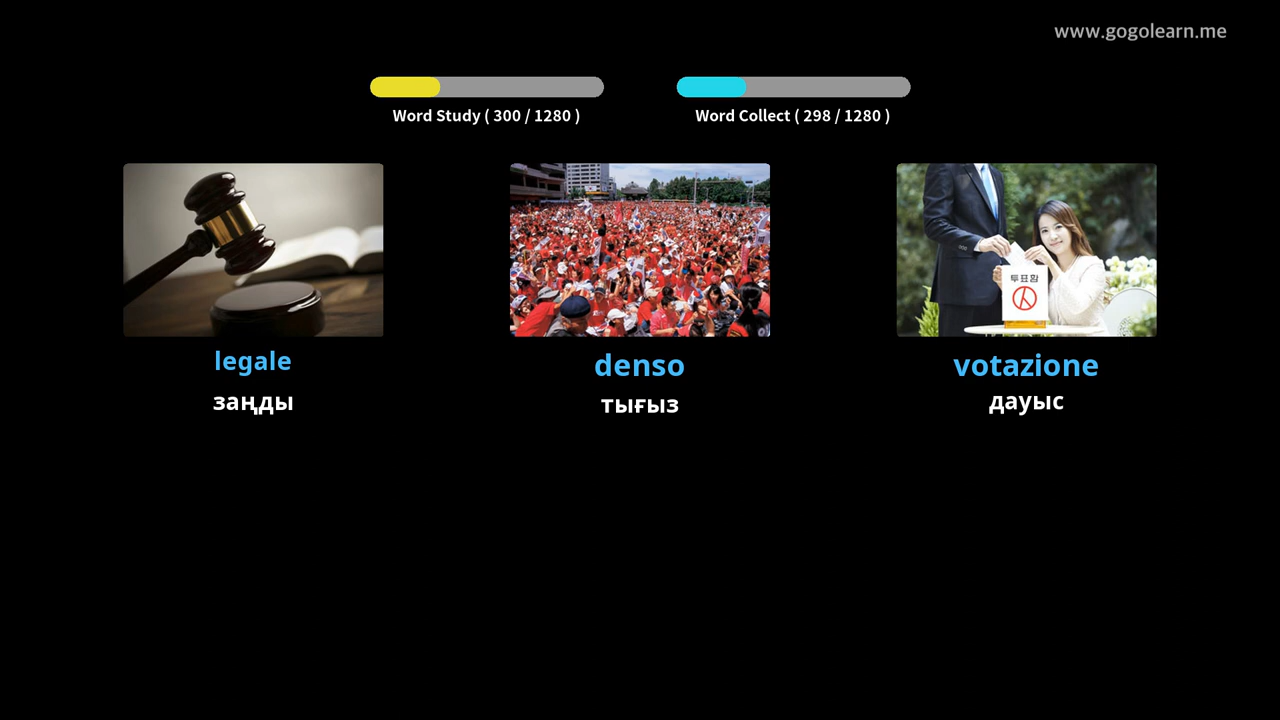 www.gogolearn.me
Word Study ( 300 / 1280 )
Word Collect ( 298 / 1280 )
투표함
legale
denso
votazione
заңды
тығыз
дауыс